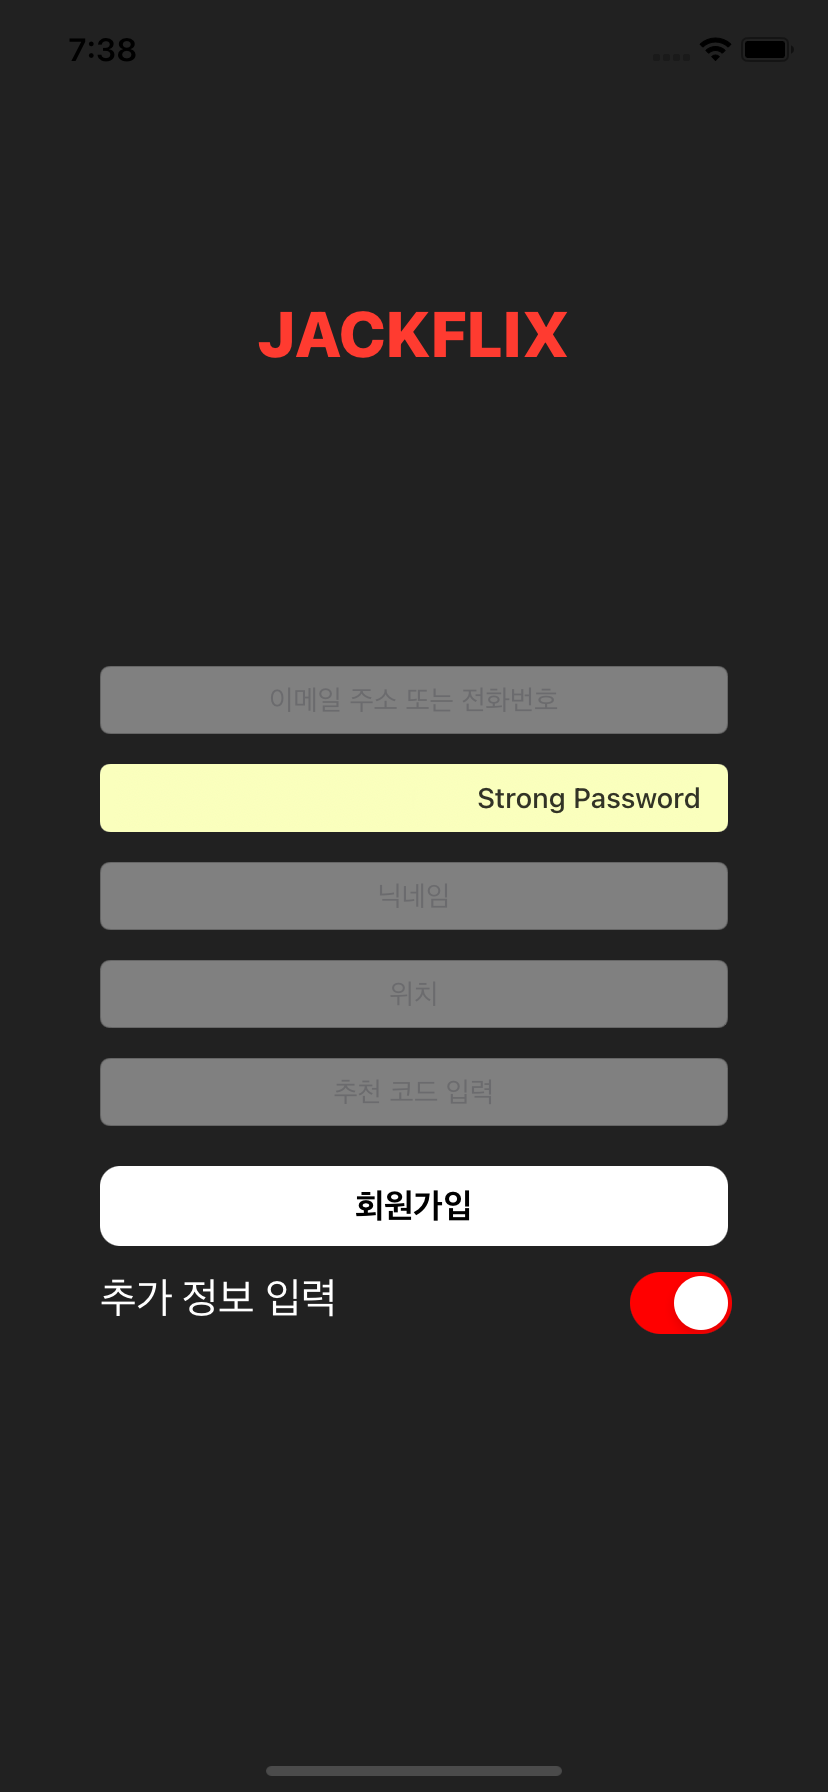 7:38
JACKFLIX
이메일 주소 또는 전화번호
Strong Password
닉네임
위치
추천 코드 입력
회원가입
추가 정보 입력